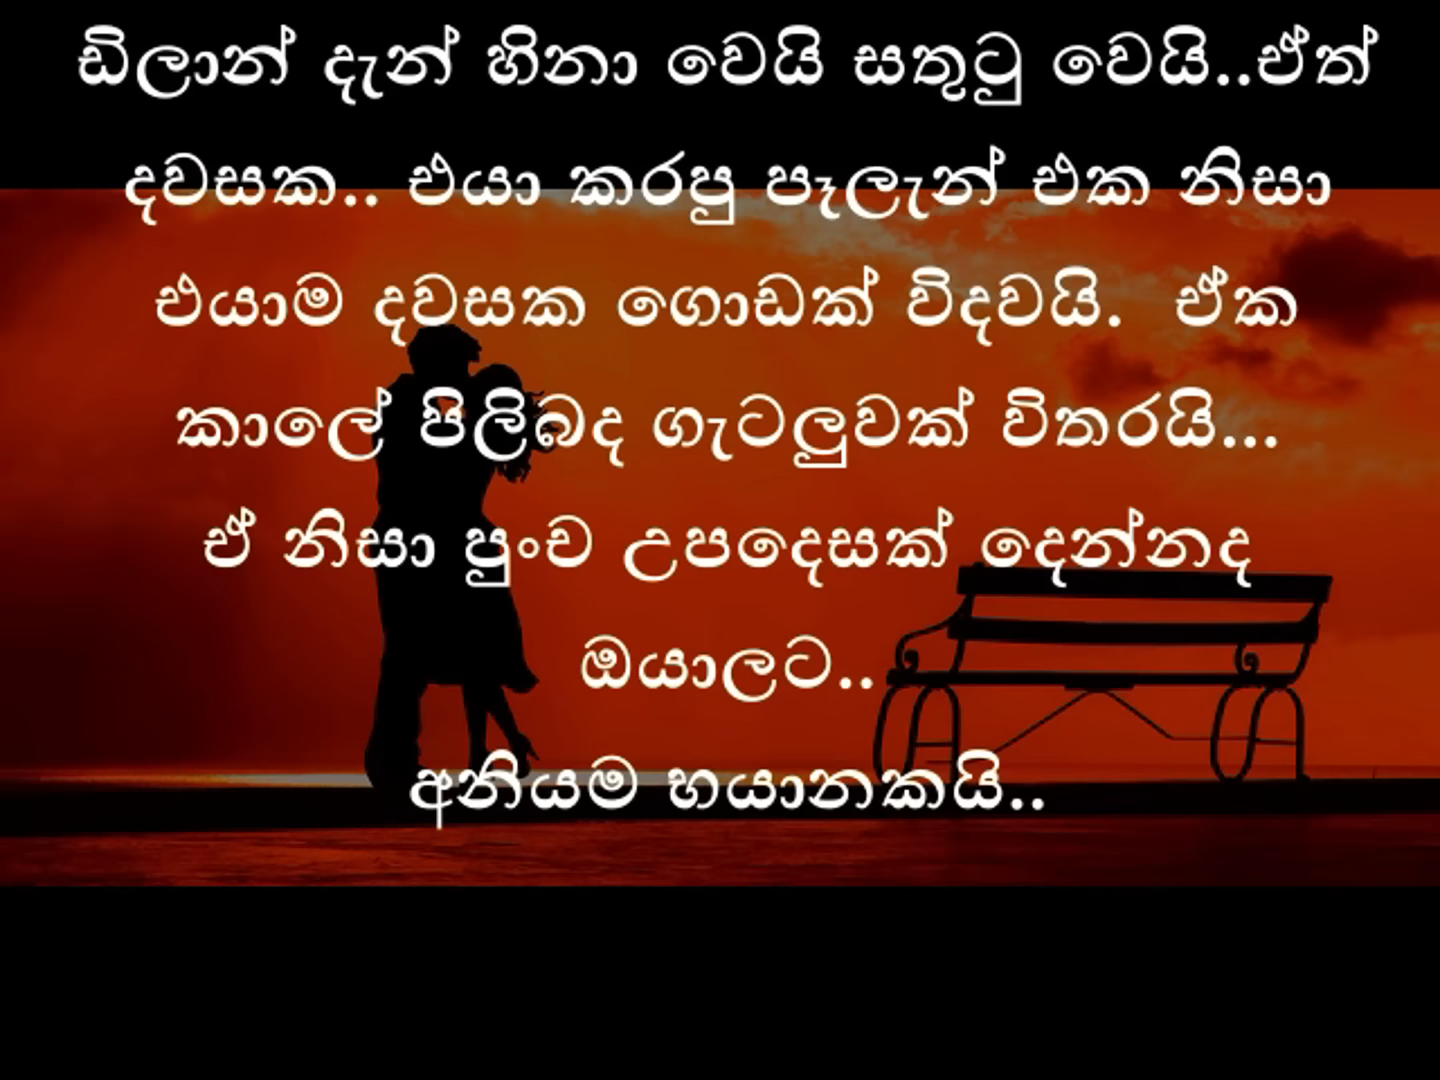 ඩිලාන් දැන් හිනා වෙයි සතුටු වෙයි..ඒත්
දවසක.. එයා කරපු පෑලැන් එක නිසා
එයාම දවසක ගොඩක් විදවයි. ඒක
කාලේ පිලිබද ගැටලුවක් විතරයි...
ඒ නිසා පුංච උපදෙසක් දෙන්නද
ඔයාලට..
අනියම භයානකයි..